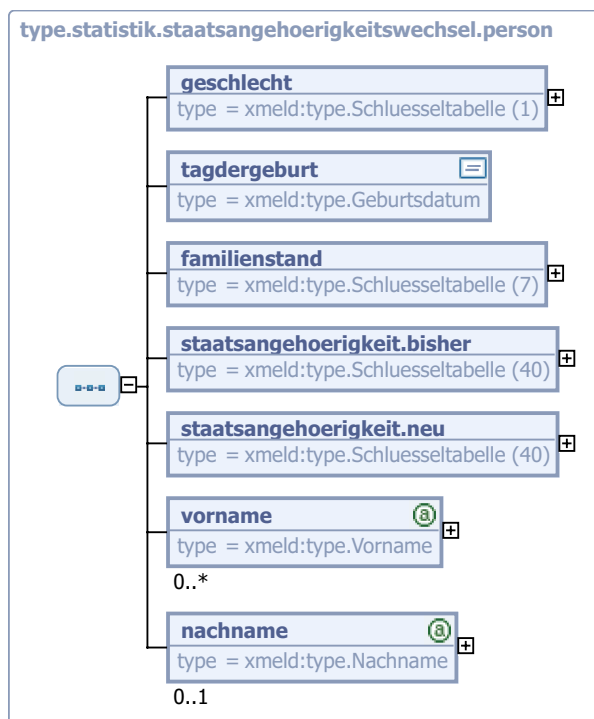 type.statistik.staatsangehoerigkeitswechsel.person
geschlecht
type = xmeld:type.Schluesseltabelle (1)
tagdergeburt
type = xmeld:type.Geburtsdatum
familienstand
type = xmeld:type.Schluesseltabelle (7)
staatsangehoerigkeit.bisher
type = xmeld:type.Schluesseltabelle (40)
staatsangehoerigkeit.neu
type = xmeld:type.Schluesseltabelle (40)
vorname
type = xmeld:type.Vorname
0..*
nachname
type = xmeld:type.Nachname
0..1